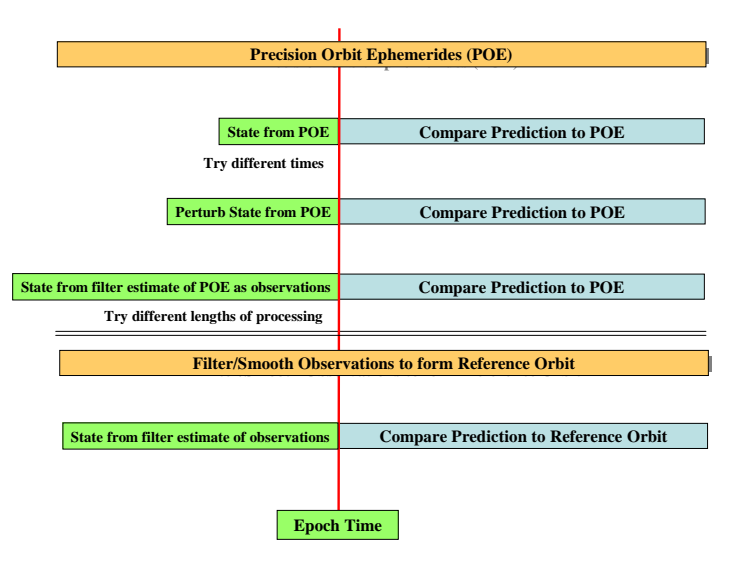 Precision Orbit Ephemerides (POE)
State from POE
Compare Prediction to POE
Try different times
Perturb State from POE
Compare Prediction to POE
State from filter estimate of POE as observations
Compare Prediction to POE
Try different lengths of processing
Filter/Smooth Observations to form Reference Orbit
State from filter estimate of observations
Compare Prediction to Reference Orbit
Epoch Time